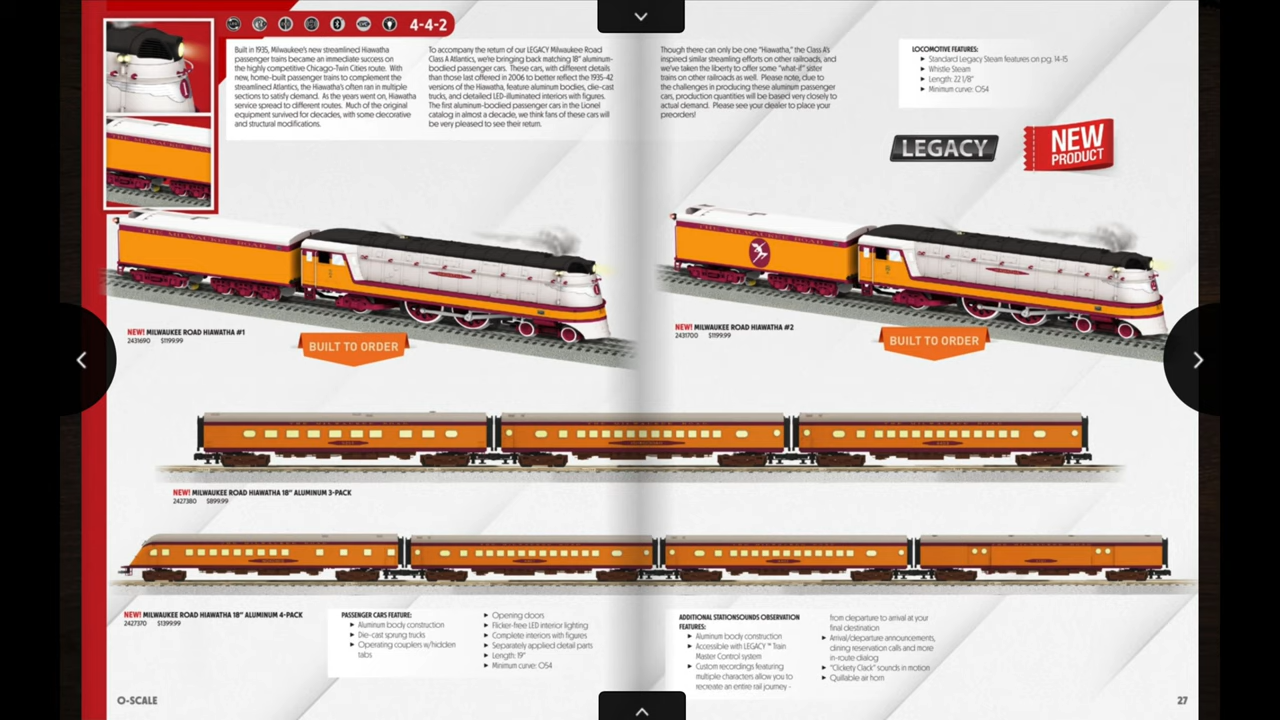 4-4-2
Built in 1935, Milwaukee's new streamlined Hiawatha
passenger trains became an immediate success on
the highly competitive Chicago-Twin Cities route. With
new, home-built passenger trains to complement the
streamlined Atlantics, the Hiawatha's often ran in multiple
sections to satisfy demand. As the years went on, Hiawatha
service spread to different routes. Much of the original
equipment survived for decades, with some decorative
and structural modifications.
To accompany the return of our LEGACY Milwaukee Road
Class A Atlantics, we're bringing back matching 18" aluminum-
bodied passenger cars. These cars, with different details
than those last offered in 2006 to better reflect the 1935-42
versions of the Hiawatha, feature aluminum bodies, die-cast
trucks, and detailed LED-illuminated interiors with figures.
The first aluminum-bodied passenger cars in the Lionel
catalog in almost a decade, we think fans of these cars will
be very pleased to see their return.
Though there can only be one "Hiawatha," the Class A's
inspired similar streamlining efforts on other railroads, and
we've taken the liberty to offer some "what-if" sister
trains on other railroads as well. Please note, due to
the challenges in producing these aluminum passenger
cars, production quantities will be based very closely to
actual demand. Please see your dealer to place your
preorders!
LOCOMOTIVE FEATURES:
► Standard Legacy Steam features on pg. 14-15
► Whistle Steam
► Length: 22 1/8"
► Minimum curve: O54
LEGACY
NEW
PRODUCT
THE MILWAUKEE ROAD
THE MILWAUKEE ROAD
NEW! MILWAUKEE ROAD HIAWATHA #1
2431690 $1199.99
BUILT TO ORDER
NEW! MILWAUKEE ROAD HIAWATHA #2
2431700 $1199.99
BUILT TO ORDER
THE MILWAUKEE ROAD
THE MILWAUKEE ROAD
THE MILWAUKEE ROAD
NEW! MILWAUKEE ROAD HIAWATHA 18" ALUMINUM 3-PACK
2427380 $899.99
NEW! MILWAUKEE ROAD HIAWATHA 18" ALUMINUM 4-PACK
2427370 $1399.99
PASSENGER CARS FEATURE:
► Aluminum body construction
► Die-cast sprung trucks
► Operating couplers w/hidden
tabs
► Opening doors
► Flicker-free LED interior lighting
► Complete interiors with figures
► Separately applied detail parts
► Length: 19"
► Minimum curve: O54
ADDITIONAL STATIONSOUNDS OBSERVATION
FEATURES:
► Aluminum body construction
► Accessible with LEGACY ™ Train
Master Control system
► Custom recordings featuring
multiple characters allow you to
recreate an entire rail journey -
from departure to arrival at your
final destination
► Arrival/departure announcements,
dining reservation calls and more
in-route dialog
► "Clickety Clack" sounds in motion
► Quillable air horn
O-SCALE
27